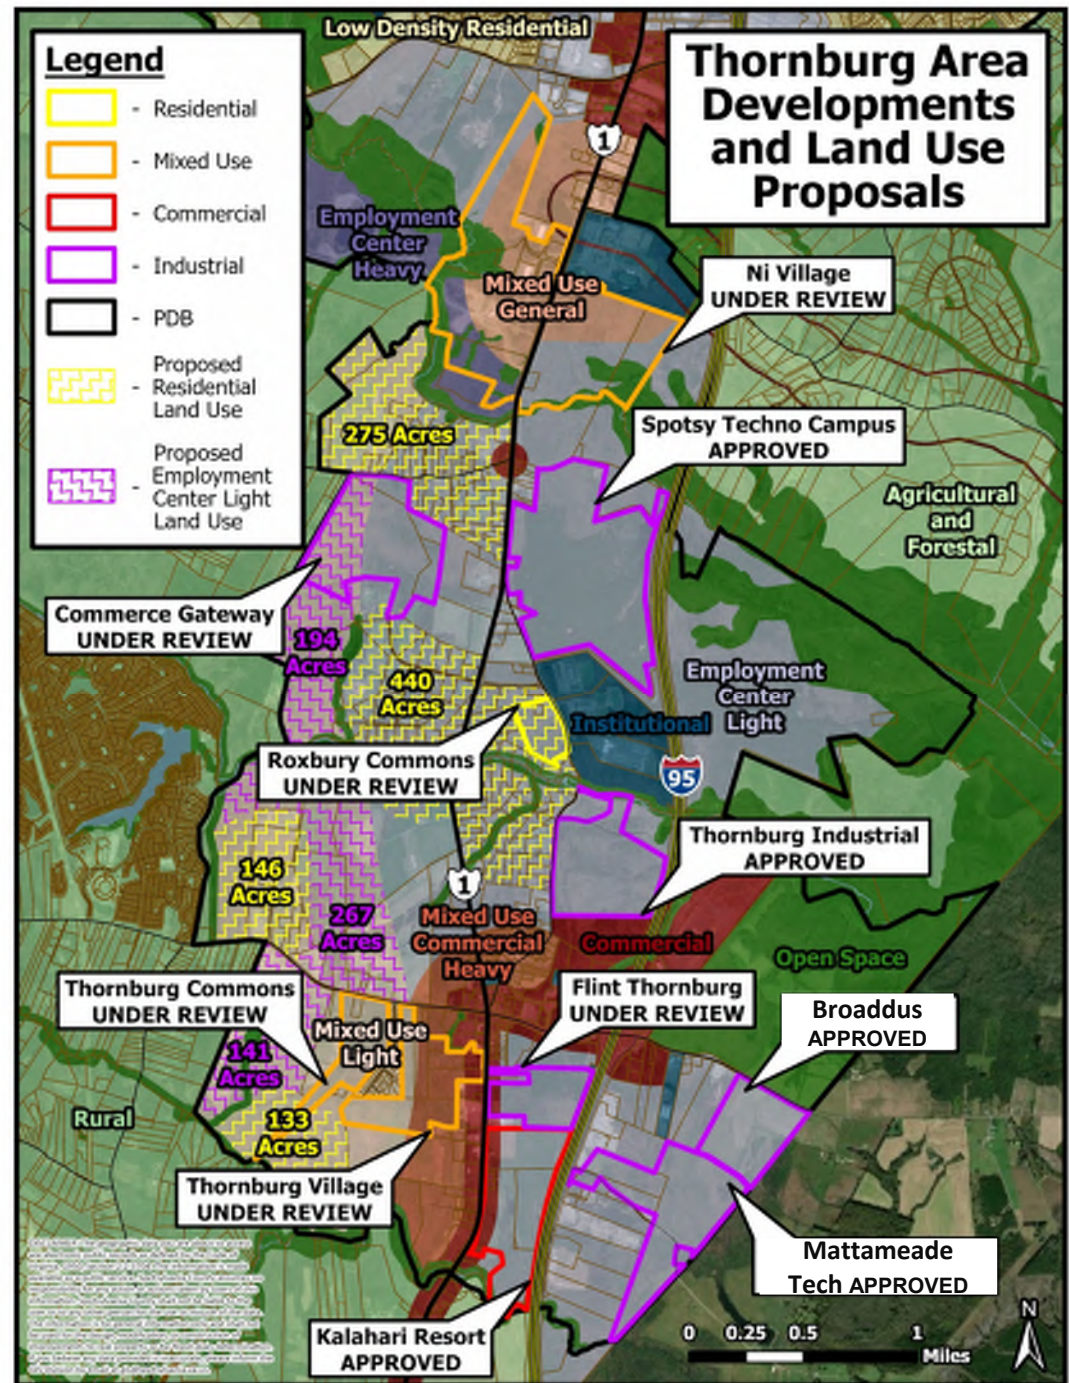 Low Density Residential
Thornburg Area
Developments
and Land Use
Proposals
Legend
- Residential
- Mixed Use
- Commercial
- Industrial
- PDB
- Proposed
Residential
Land Use
- Proposed
Employment
Center Light
Land Use
1
Employment
Center
Heavy
Mixed Use
General
Ni Village
UNDER REVIEW
275 Acres
Spotsy Techno Campus
APPROVED
Agricultural
and
Forestal
Commerce Gateway
UNDER REVIEW
194
Acres
440
Acres
Employment
Center
Light
Institutional
Roxbury Commons
UNDER REVIEW
95
Thornburg Industrial
APPROVED
146
Acres
1
267
Acres
Mixed Use
Commercial
Heavy
Commercial
Open Space
Thornburg Commons
UNDER REVIEW
Flint Thornburg
UNDER REVIEW
Broaddus
APPROVED
Mixed Use
Light
141
Acres
Rural
133
Acres
Thornburg Village
UNDER REVIEW
Mattameade
Tech APPROVED
Kalahari Resort
APPROVED
N
0 0.25 0.5 1
Miles